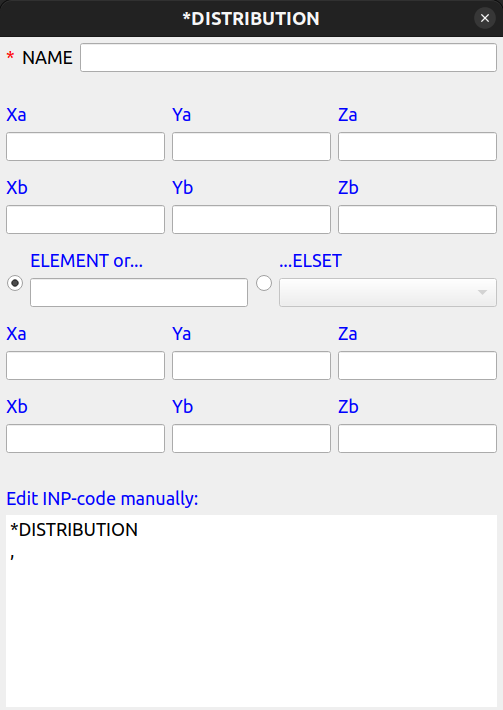 *DISTRIBUTION
* NAME
Xa Ya Za
Xb Yb Zb
ELEMENT or... ...ELSET
Xa Ya Za
Xb Yb Zb
Edit INP-code manually:
*DISTRIBUTION
,